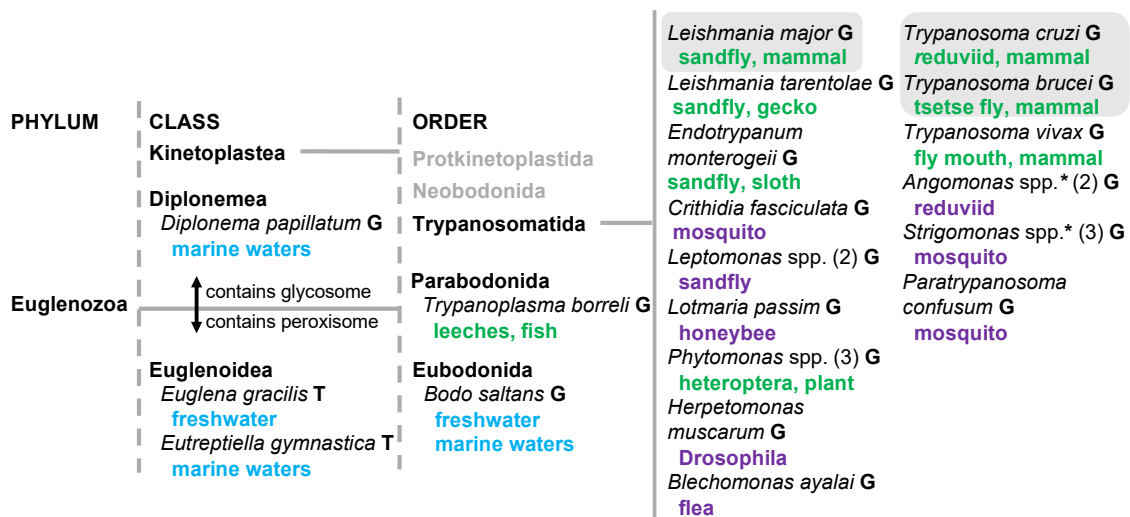 PHYLUM
Euglenozoa
CLASS
Kinetoplastea
Diplonemea
Diplonema papillatum G
marine waters
contains glycosome
contains peroxisome
Euglenoidea
Euglena gracilis T
freshwater
Eutreptiella gymnastica T
marine waters
ORDER
Protkinetoplastida
Neobodonida
Trypanosomatida
Parabodonida
Trypanoplasma borreli G
leeches, fish
Eubodonida
Bodo saltans G
freshwater
marine waters
Leishmania major G
sandfly, mammal
Leishmania tarentolae G
sandfly, gecko
Endotrypanum
monterogeii G
sandfly, sloth
Crithidia fasciculata G
mosquito
Leptomonas spp. (2) G
sandfly
Lotmaria passim G
honeybee
Phytomonas spp. (3) G
heteroptera, plant
Herpetomonas
muscarum G
Drosophila
Blechomonas ayalai G
flea
Trypanosoma cruzi G
reduviid, mammal
Trypanosoma brucei G
tsetse fly, mammal
Trypanosoma vivax G
fly mouth, mammal
Angomonas spp.* (2) G
reduviid
Strigomonas spp.* (3) G
mosquito
Paratrypanosoma
confusum G
mosquito